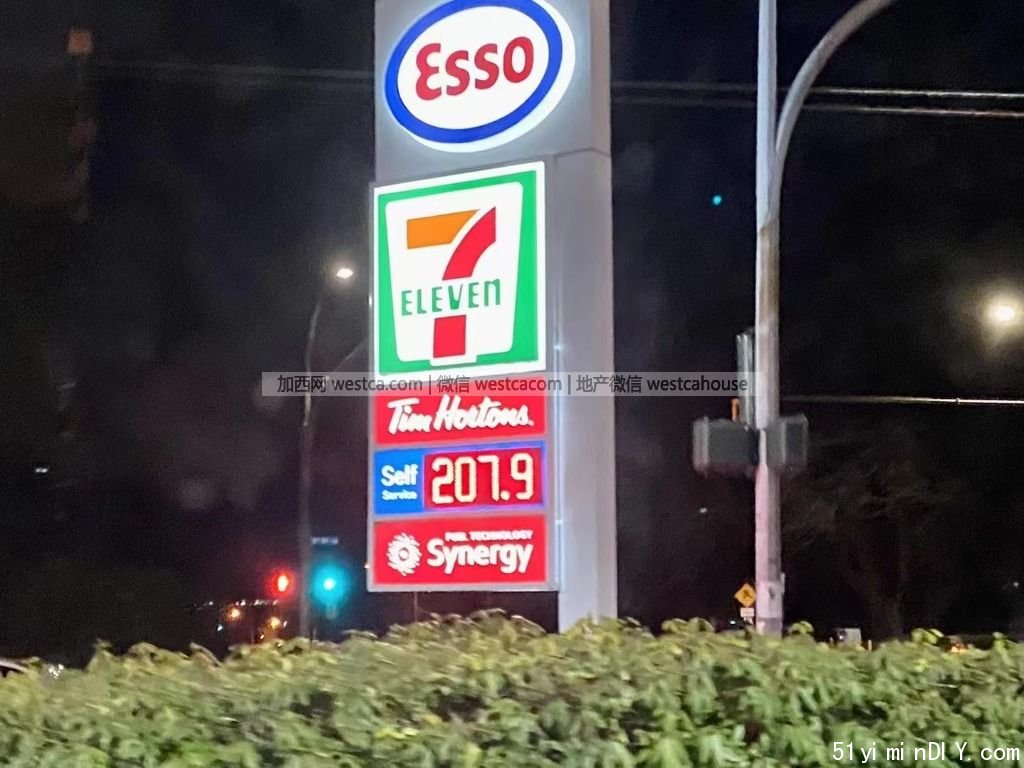 Esso
7
ELEVEN
加西网 westca.com | 微信 westcacom | 地产微信 westcahouse
Tim Hortons.
Self
Service
207.9
FUEL TECHNOLOGY
Synergy
51yiminDIY.com